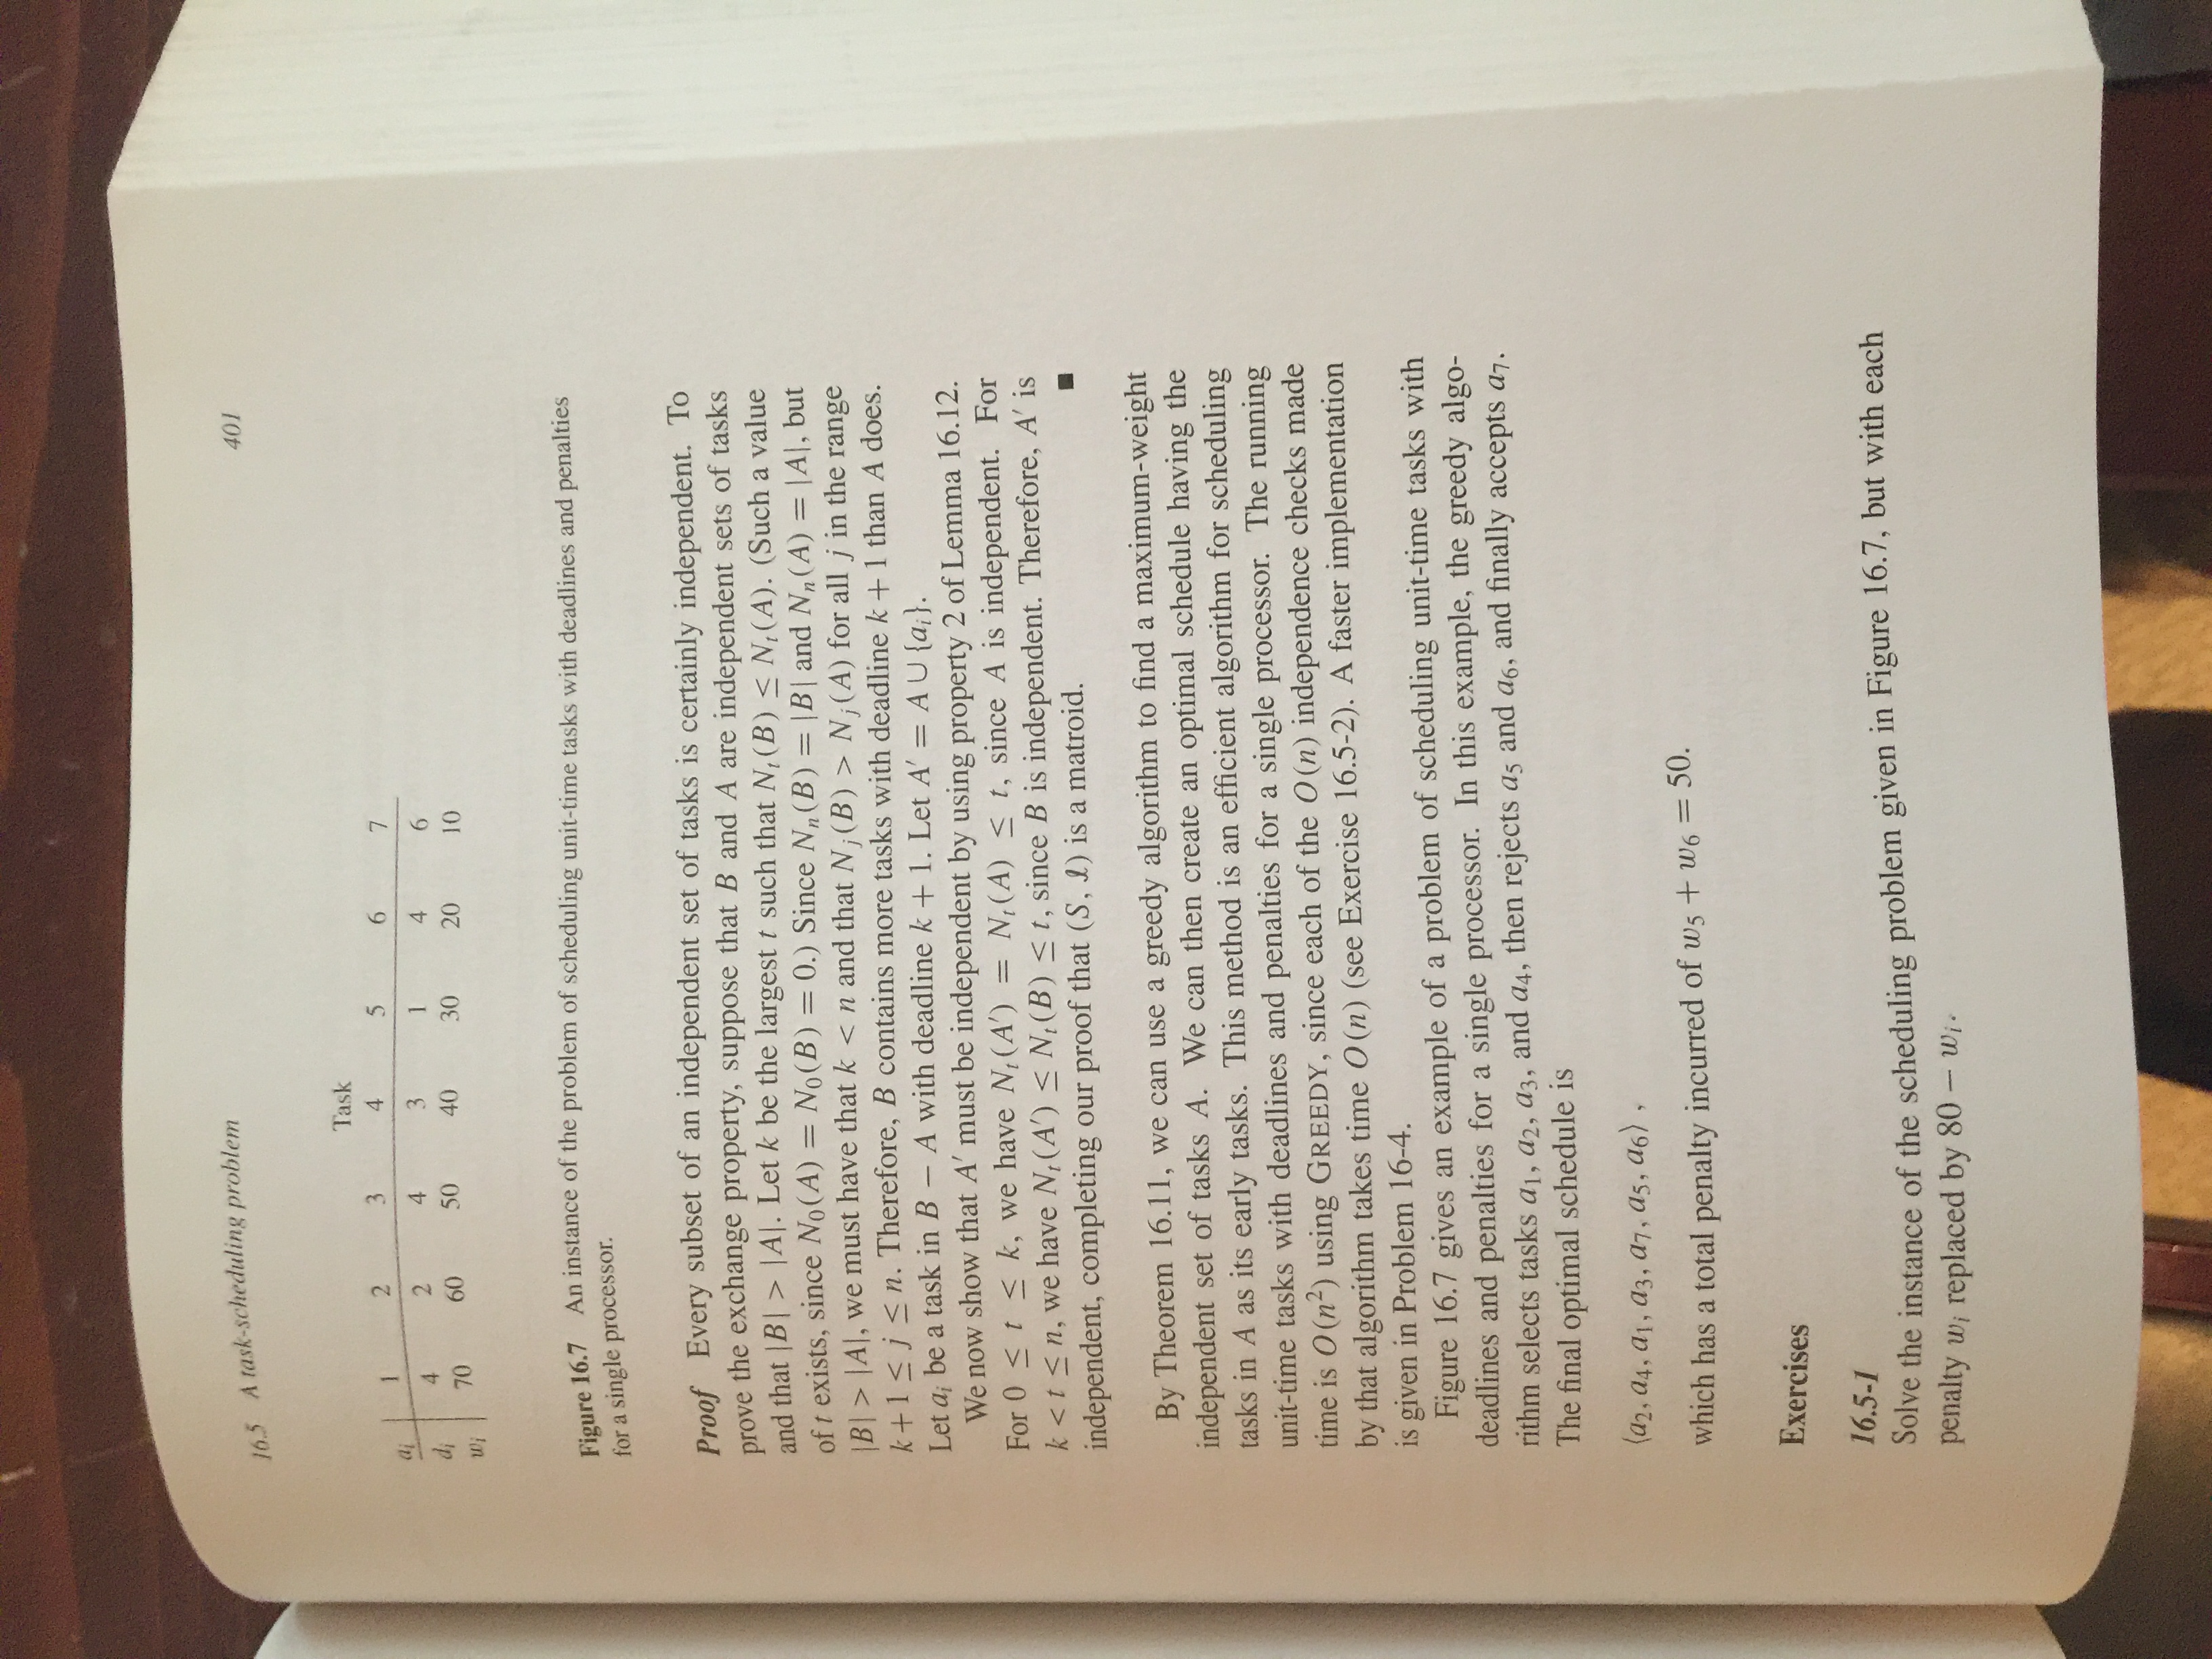 16.5 A task-scheduling problem 401
Task
a_i 1 2 3 4 5 6 7
d_i 4 2 4 3 1 4 6
w_i 70 60 50 40 30 20 10
Figure 16.7 An instance of the problem of scheduling unit-time tasks with deadlines and penalties
for a single processor.
Proof Every subset of an independent set of tasks is certainly independent. To
prove the exchange property, suppose that B and A are independent sets of tasks
and that |B| > |A|. Let k be the largest t such that N_t(B) ≤ N_t(A). (Such a value
of t exists, since N_0(A) = N_0(B) = 0.) Since N_n(B) = |B| and N_n(A) = |A|, but
|B| > |A|, we must have that k < n and that N_j(B) > N_j(A) for all j in the range
k + 1 ≤ j ≤ n. Therefore, B contains more tasks with deadline k + 1 than A does.
Let a_i be a task in B − A with deadline k + 1. Let A′ = A ∪ {a_i}.
We now show that A′ must be independent by using property 2 of Lemma 16.12.
For 0 ≤ t ≤ k, we have N_t(A′) = N_t(A) ≤ t, since A is independent. For
k < t ≤ n, we have N_t(A′) ≤ N_t(B) ≤ t, since B is independent. Therefore, A′ is
independent, completing our proof that (S, ℐ) is a matroid. ■
By Theorem 16.11, we can use a greedy algorithm to find a maximum-weight
independent set of tasks A. We can then create an optimal schedule having the
tasks in A as its early tasks. This method is an efficient algorithm for scheduling
unit-time tasks with deadlines and penalties for a single processor. The running
time is O(n²) using GREEDY, since each of the O(n) independence checks made
by that algorithm takes time O(n) (see Exercise 16.5-2). A faster implementation
is given in Problem 16-4.
Figure 16.7 gives an example of a problem of scheduling unit-time tasks with
deadlines and penalties for a single processor. In this example, the greedy algo-
rithm selects tasks a_1, a_2, a_3, and a_4, then rejects a_5 and a_6, and finally accepts a_7.
The final optimal schedule is
⟨a_2, a_4, a_1, a_3, a_7, a_5, a_6⟩ ,
which has a total penalty incurred of w_5 + w_6 = 50.
Exercises
16.5-1
Solve the instance of the scheduling problem given in Figure 16.7, but with each
penalty w_i replaced by 80 − w_i.